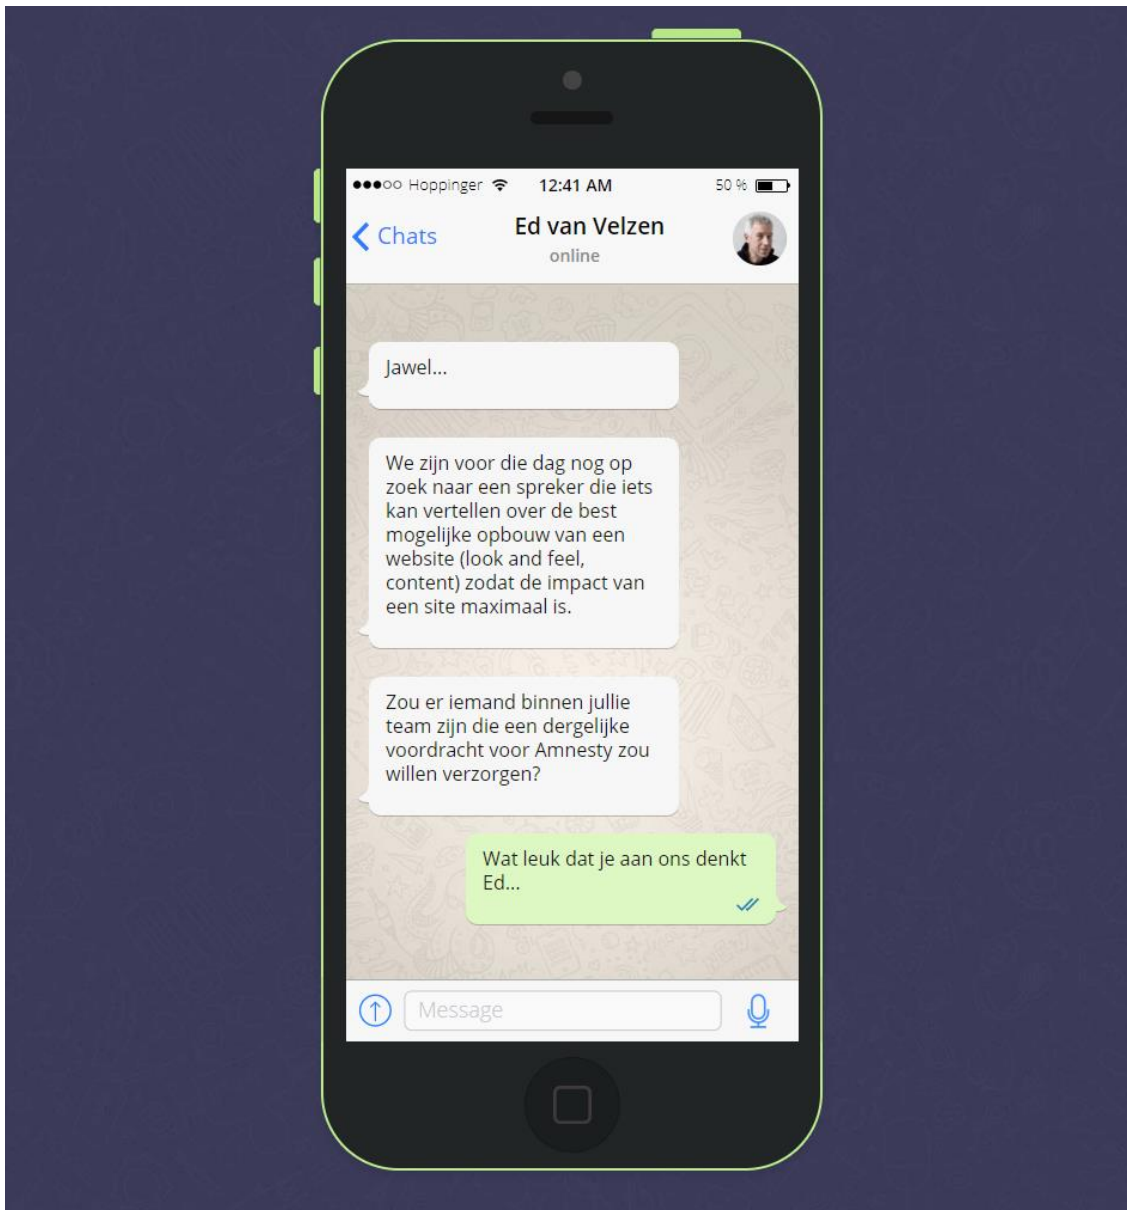 ●●●○○ Hoppinger 12:41 AM 50 %
Chats
Ed van Velzen
online
Jawel...
We zijn voor die dag nog op
zoek naar een spreker die iets
kan vertellen over de best
mogelijke opbouw van een
website (look and feel,
content) zodat de impact van
een site maximaal is.
Zou er iemand binnen jullie
team zijn die een dergelijke
voordracht voor Amnesty zou
willen verzorgen?
Wat leuk dat je aan ons denkt
Ed...
Message